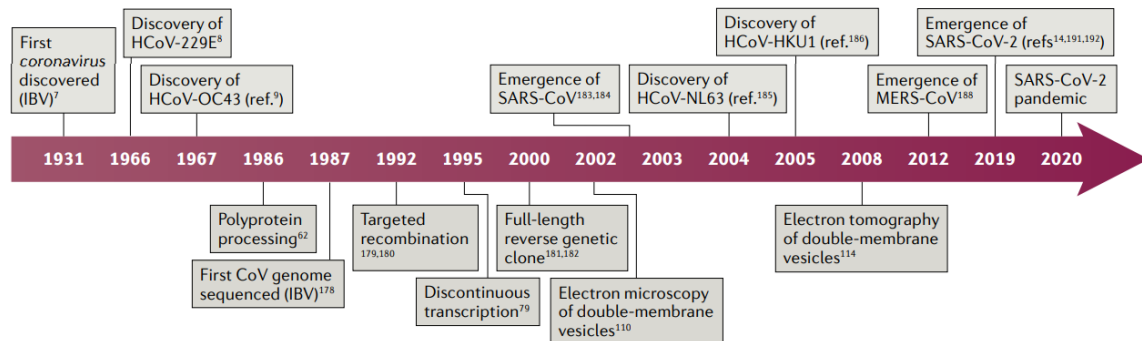 First
coronavirus
discovered
(IBV)7
Discovery of
HCoV-229E8
Discovery of
HCoV-OC43 (ref.9)
Emergence of
SARS-CoV183,184
Discovery of
HCoV-NL63 (ref.185)
Discovery of
HCoV-HKU1 (ref.186)
Emergence of
MERS-CoV188
Emergence of
SARS-CoV-2 (refs14,191,192)
SARS-CoV-2
pandemic
1931 1966 1967 1986 1987 1992 1995 2000 2002 2003 2004 2005 2008 2012 2019 2020
Polyprotein
processing62
First CoV genome
sequenced (IBV)178
Targeted
recombination
179,180
Discontinuous
transcription79
Full-length
reverse genetic
clone181,182
Electron microscopy
of double-membrane
vesicles110
Electron tomography
of double-membrane
vesicles114